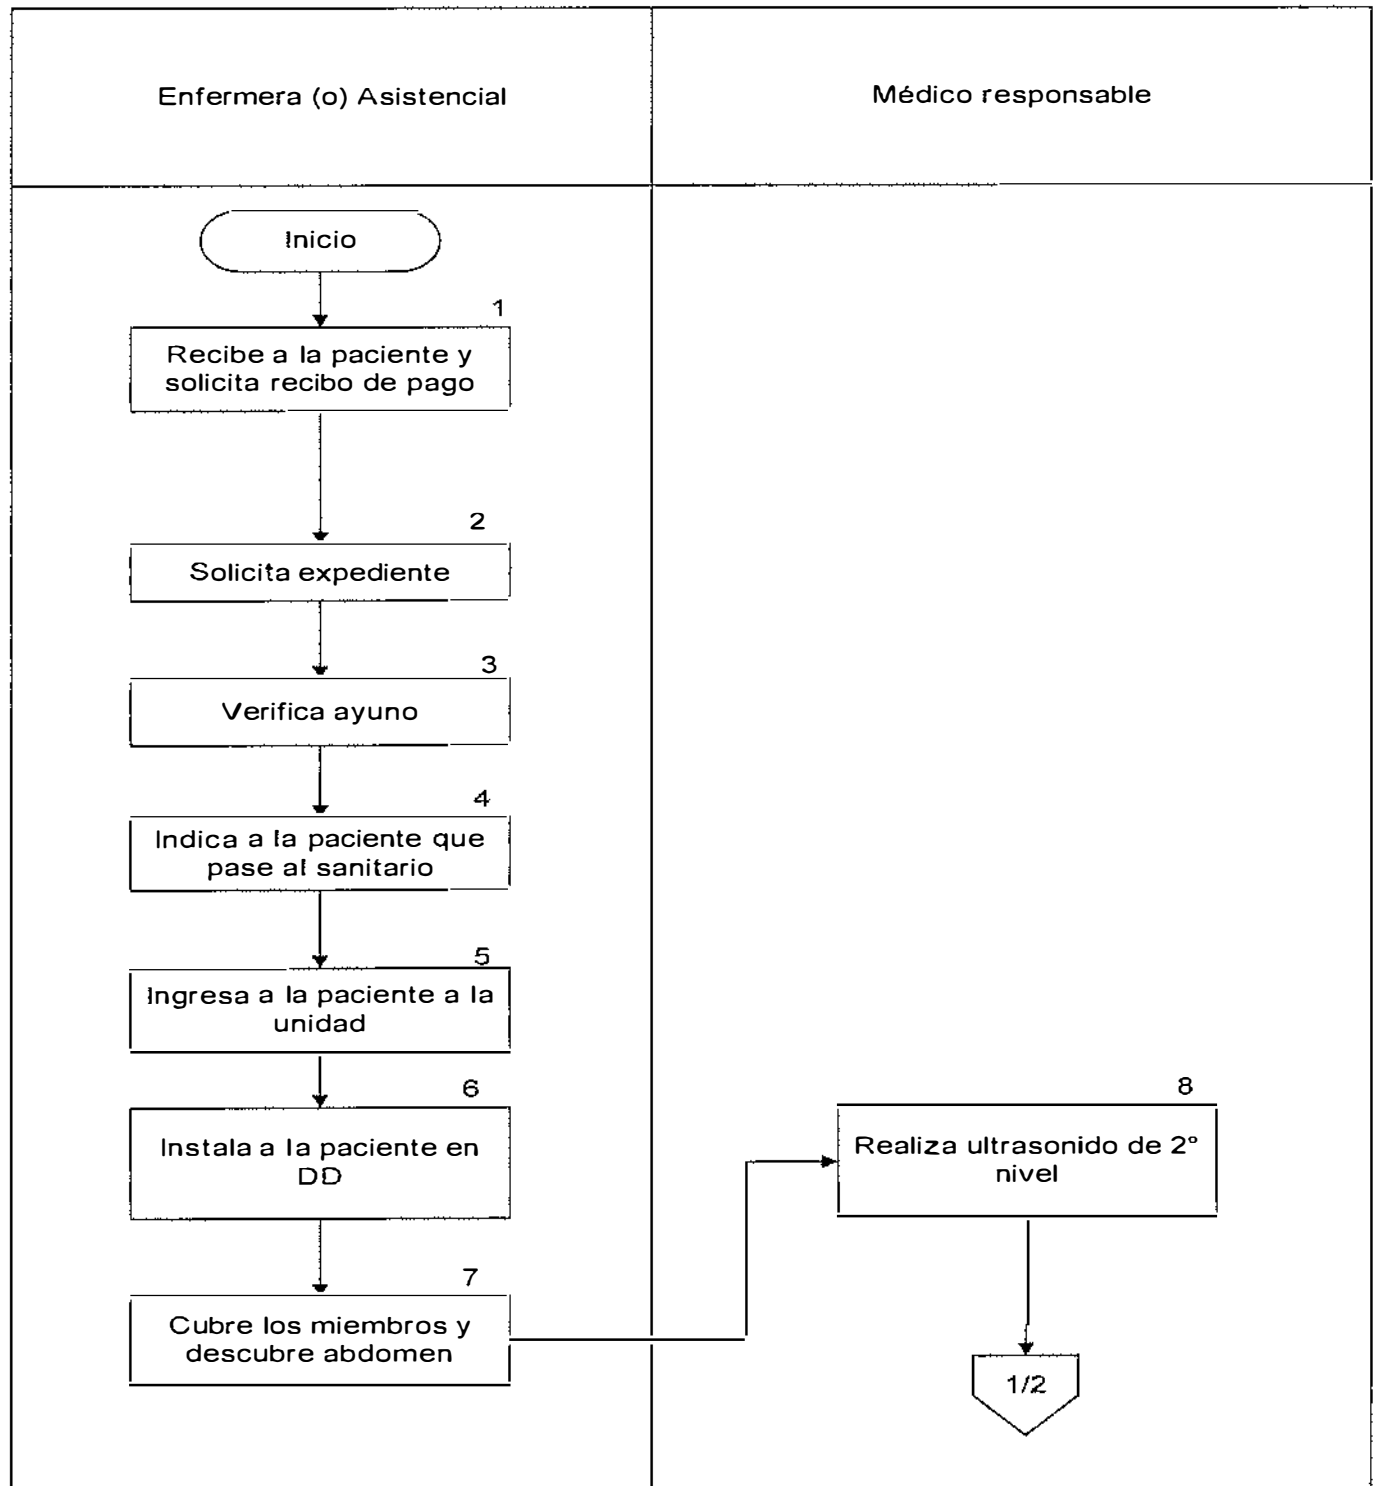 Enfermera (o) Asistencial
Médico responsable
Inicio
1
Recibe a la paciente y
solicita recibo de pago
2
Solicita expediente
3
Verifica ayuno
4
Indica a la paciente que
pase al sanitario
5
Ingresa a la paciente a la
unidad
6
Instala a la paciente en
DD
7
Cubre los miembros y
descubre abdomen
8
Realiza ultrasonido de 2°
nivel
1/2